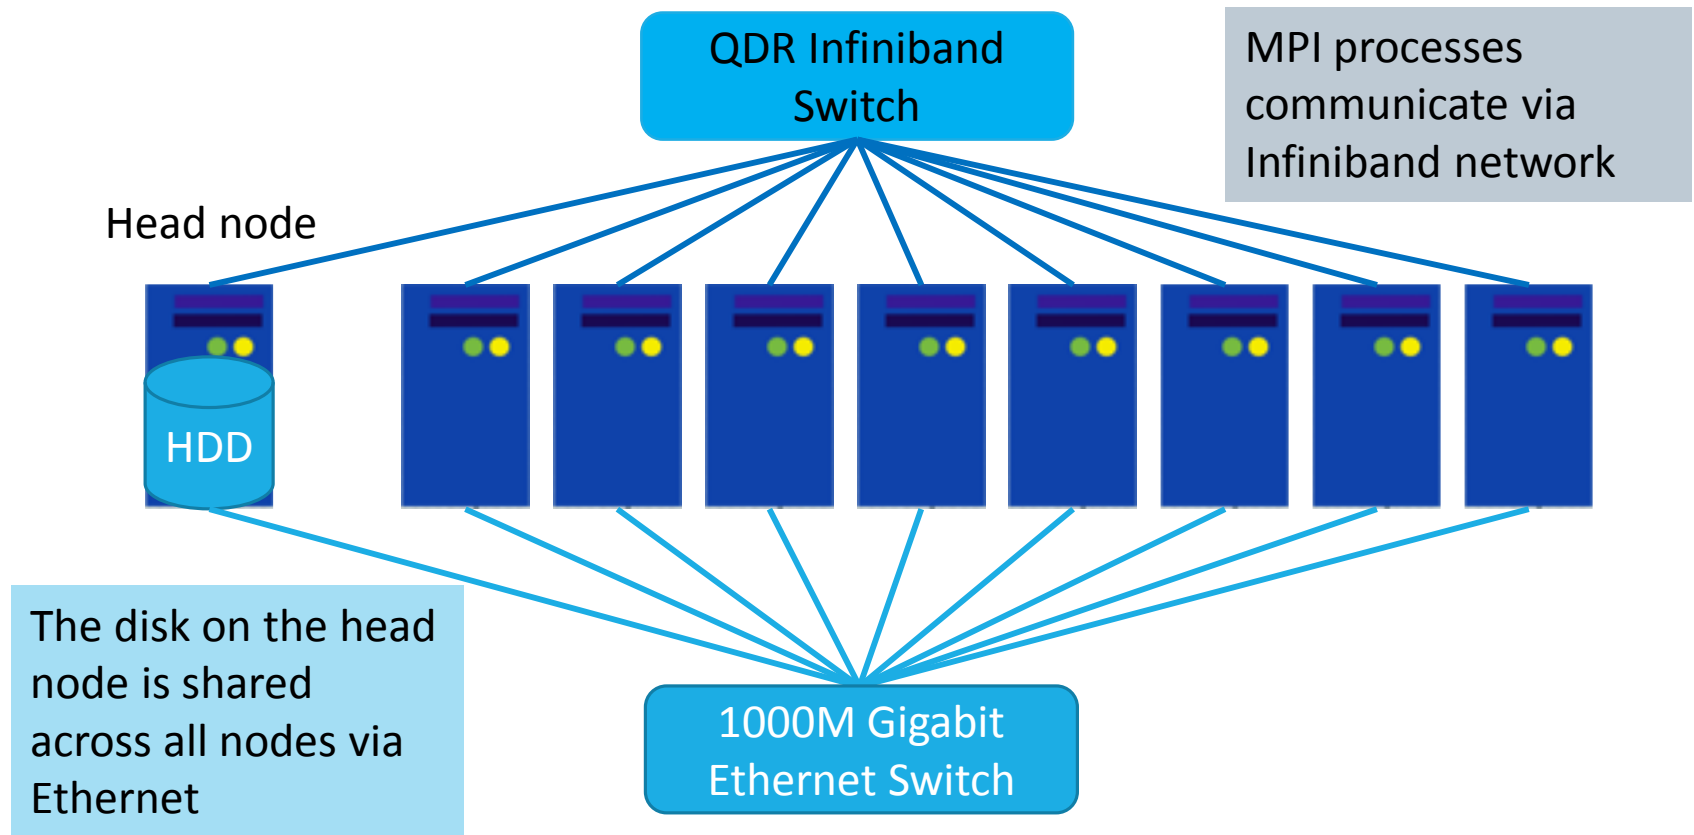 QDR Infiniband
Switch
MPI processes
communicate via
Infiniband network
Head node
HDD
The disk on the head
node is shared
across all nodes via
Ethernet
1000M Gigabit
Ethernet Switch